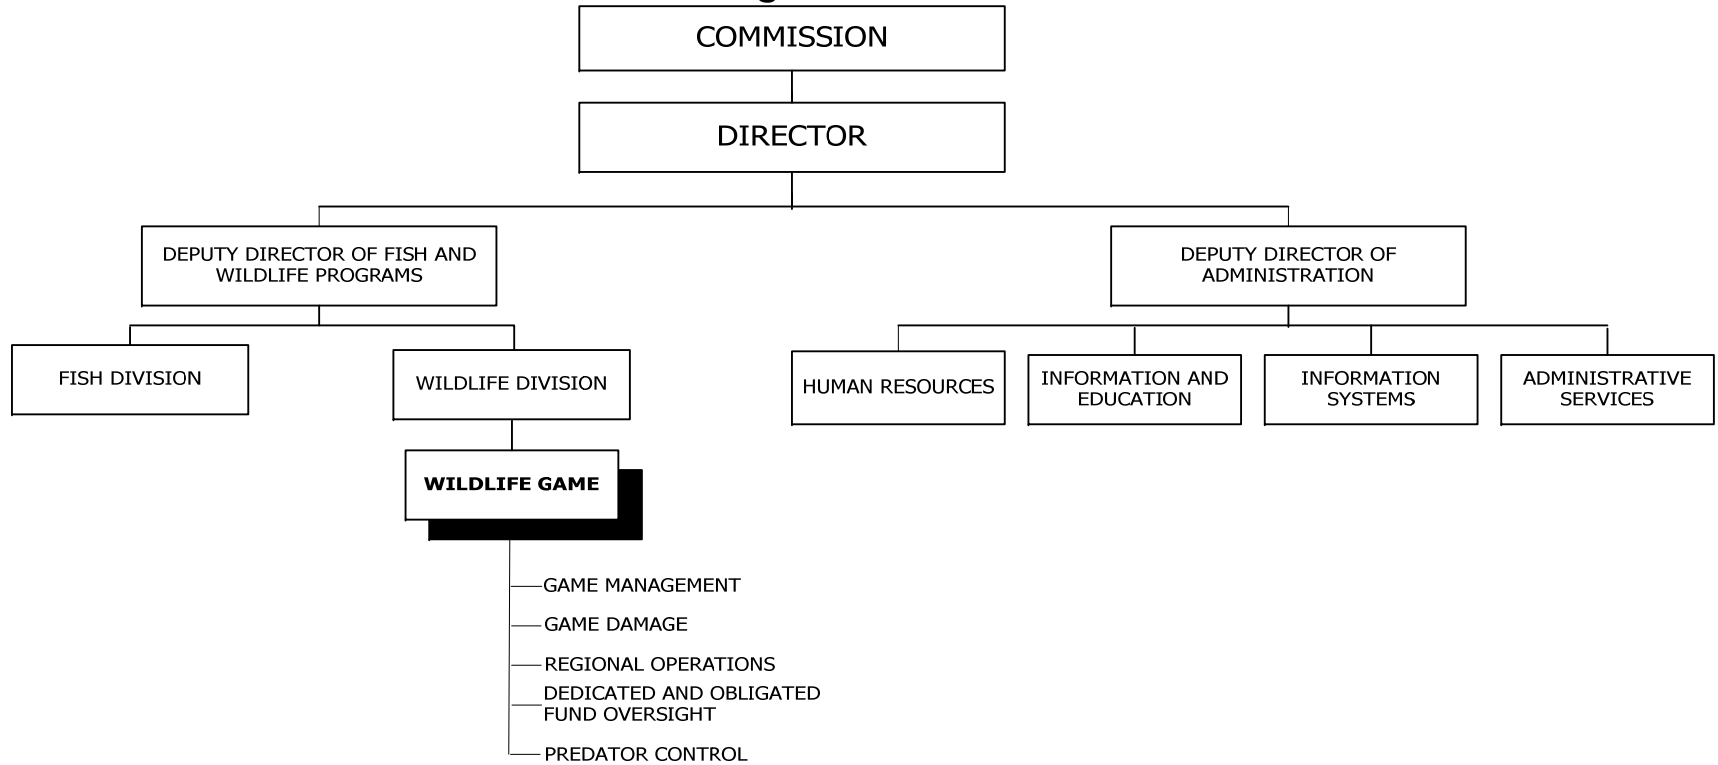 COMMISSION
DIRECTOR
DEPUTY DIRECTOR OF FISH AND
WILDLIFE PROGRAMS
DEPUTY DIRECTOR OF
ADMINISTRATION
FISH DIVISION
WILDLIFE DIVISION
HUMAN RESOURCES
INFORMATION AND
EDUCATION
INFORMATION
SYSTEMS
ADMINISTRATIVE
SERVICES
WILDLIFE GAME
GAME MANAGEMENT
GAME DAMAGE
REGIONAL OPERATIONS
DEDICATED AND OBLIGATED
FUND OVERSIGHT
PREDATOR CONTROL